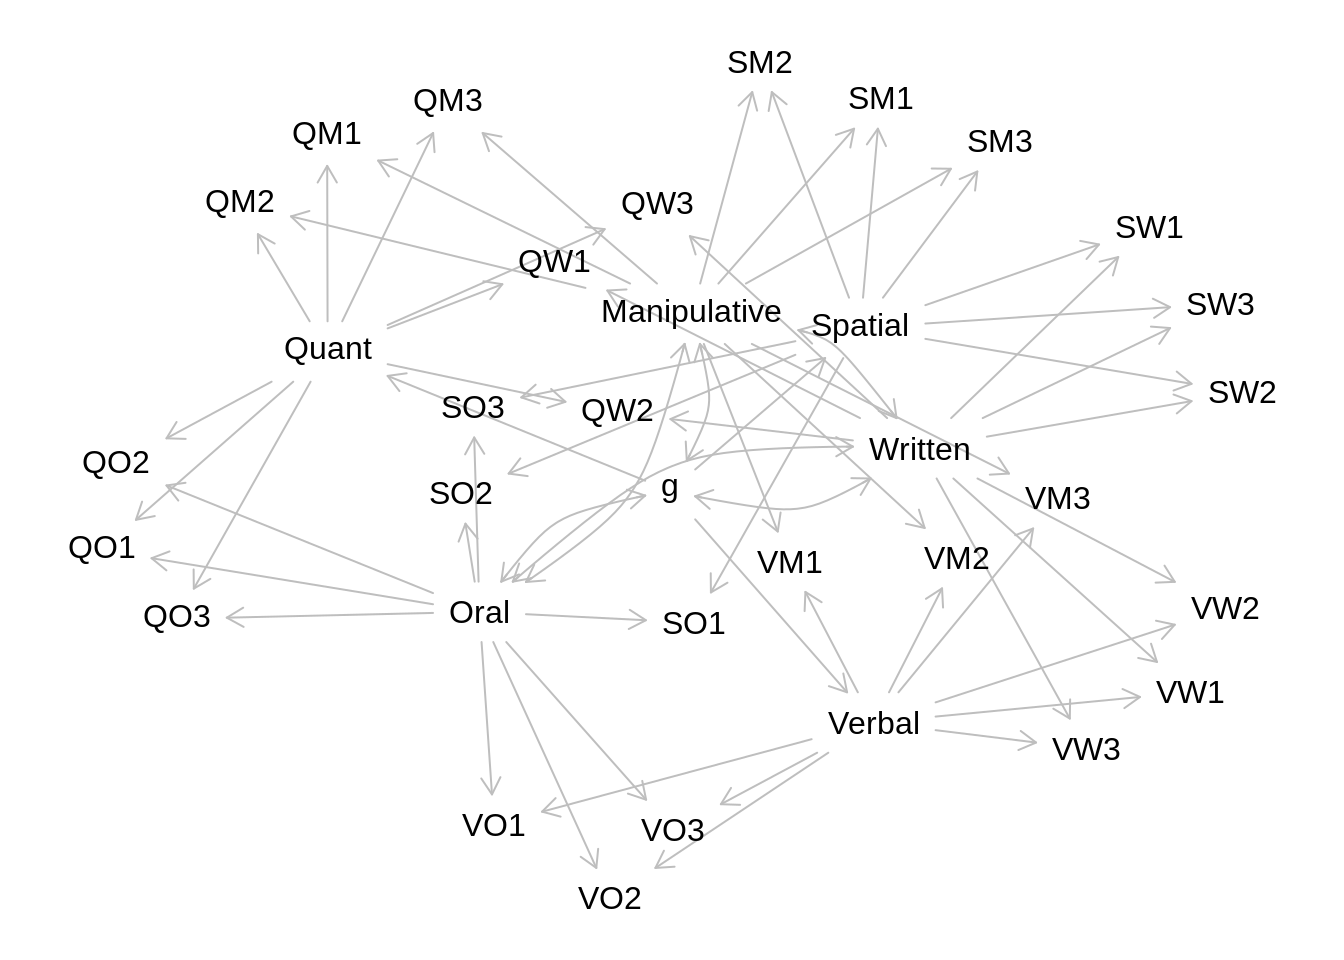 SM2
SM1
QM3
QM1
SM3
QM2
QW3
SW1
QW1
SW3
Manipulative
Spatial
Quant
SW2
SO3
QW2
Written
QO2
g
SO2
VM3
QO1
VM1
VM2
VW2
QO3
Oral
SO1
VW1
Verbal
VW3
VO1
VO3
VO2